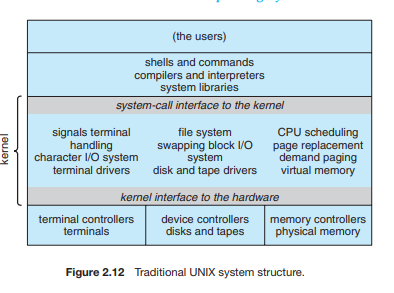 (the users)
shells and commands
compilers and interpreters
system libraries
system-call interface to the kernel
kernel
signals terminal
handling
character I/O system
terminal drivers
file system
swapping block I/O
system
disk and tape drivers
CPU scheduling
page replacement
demand paging
virtual memory
kernel interface to the hardware
terminal controllers
terminals
device controllers
disks and tapes
memory controllers
physical memory
Figure 2.12 Traditional UNIX system structure.